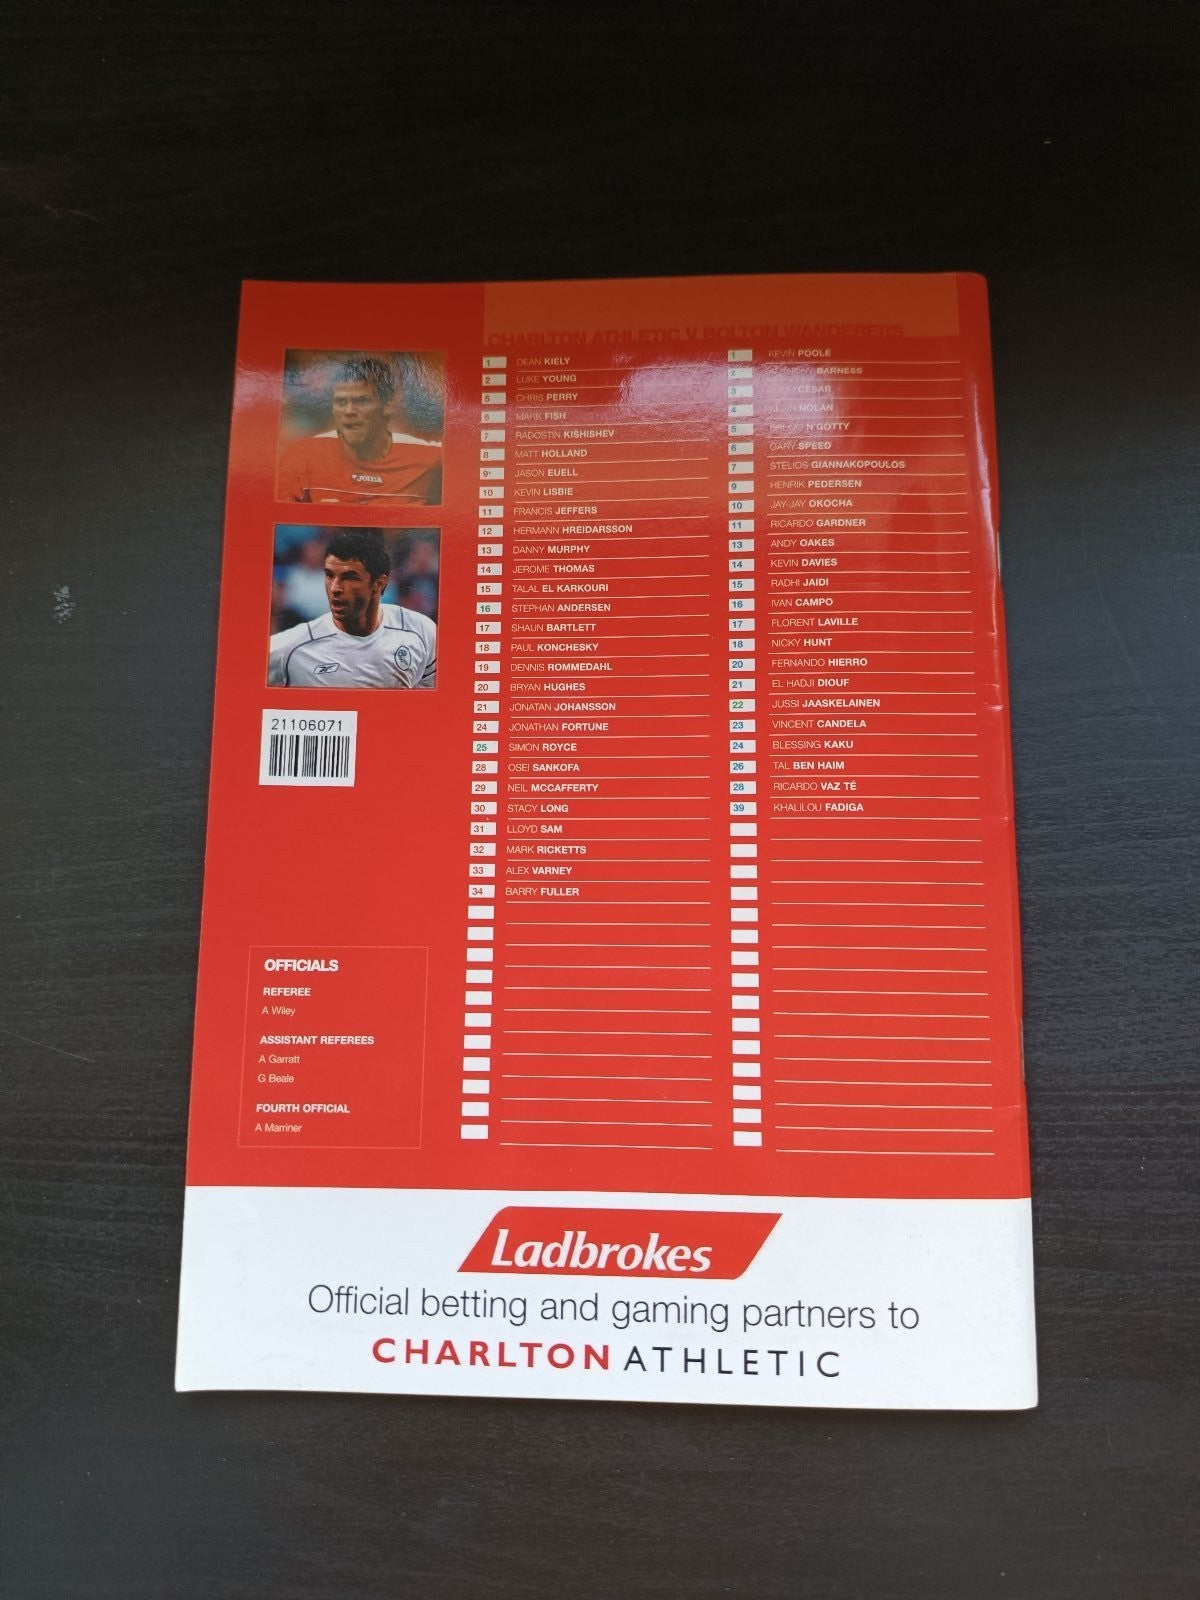 CHARLTON ATHLETIC V BOLTON WANDERERS
1 DEAN KIELY
2 LUKE YOUNG
5 CHRIS PERRY
6 MARK FISH
7 RADOSTIN KISHISHEV
8 MATT HOLLAND
9 JASON EUELL
10 KEVIN LISBIE
11 FRANCIS JEFFERS
12 HERMANN HREIDARSSON
13 DANNY MURPHY
14 JEROME THOMAS
15 TALAL EL KARKOURI
16 STEPHAN ANDERSEN
17 SHAUN BARTLETT
18 PAUL KONCHESKY
19 DENNIS ROMMEDAHL
20 BRYAN HUGHES
21 JONATAN JOHANSSON
24 JONATHAN FORTUNE
25 SIMON ROYCE
28 OSEI SANKOFA
29 NEIL MCCAFFERTY
30 STACY LONG
31 LLOYD SAM
32 MARK RICKETTS
33 ALEX VARNEY
34 BARRY FULLER
1 KEVIN POOLE
2 ANTHONY BARNESS
3 CESAR
4 KEVIN NOLAN
5 BRUNO N'GOTTY
6 GARY SPEED
7 STELIOS GIANNAKOPOULOS
9 HENRIK PEDERSEN
10 JAY-JAY OKOCHA
11 RICARDO GARDNER
13 ANDY OAKES
14 KEVIN DAVIES
15 RADHI JAIDI
16 IVAN CAMPO
17 FLORENT LAVILLE
18 NICKY HUNT
20 FERNANDO HIERRO
21 EL HADJI DIOUF
22 JUSSI JAASKELAINEN
23 VINCENT CANDELA
24 BLESSING KAKU
26 TAL BEN HAIM
28 RICARDO VAZ TÉ
39 KHALILOU FADIGA
Joma
Reebok
21106071
OFFICIALS
REFEREE
A Wiley
ASSISTANT REFEREES
A Garratt
G Beale
FOURTH OFFICIAL
A Marriner
Ladbrokes
Official betting and gaming partners to
CHARLTON ATHLETIC